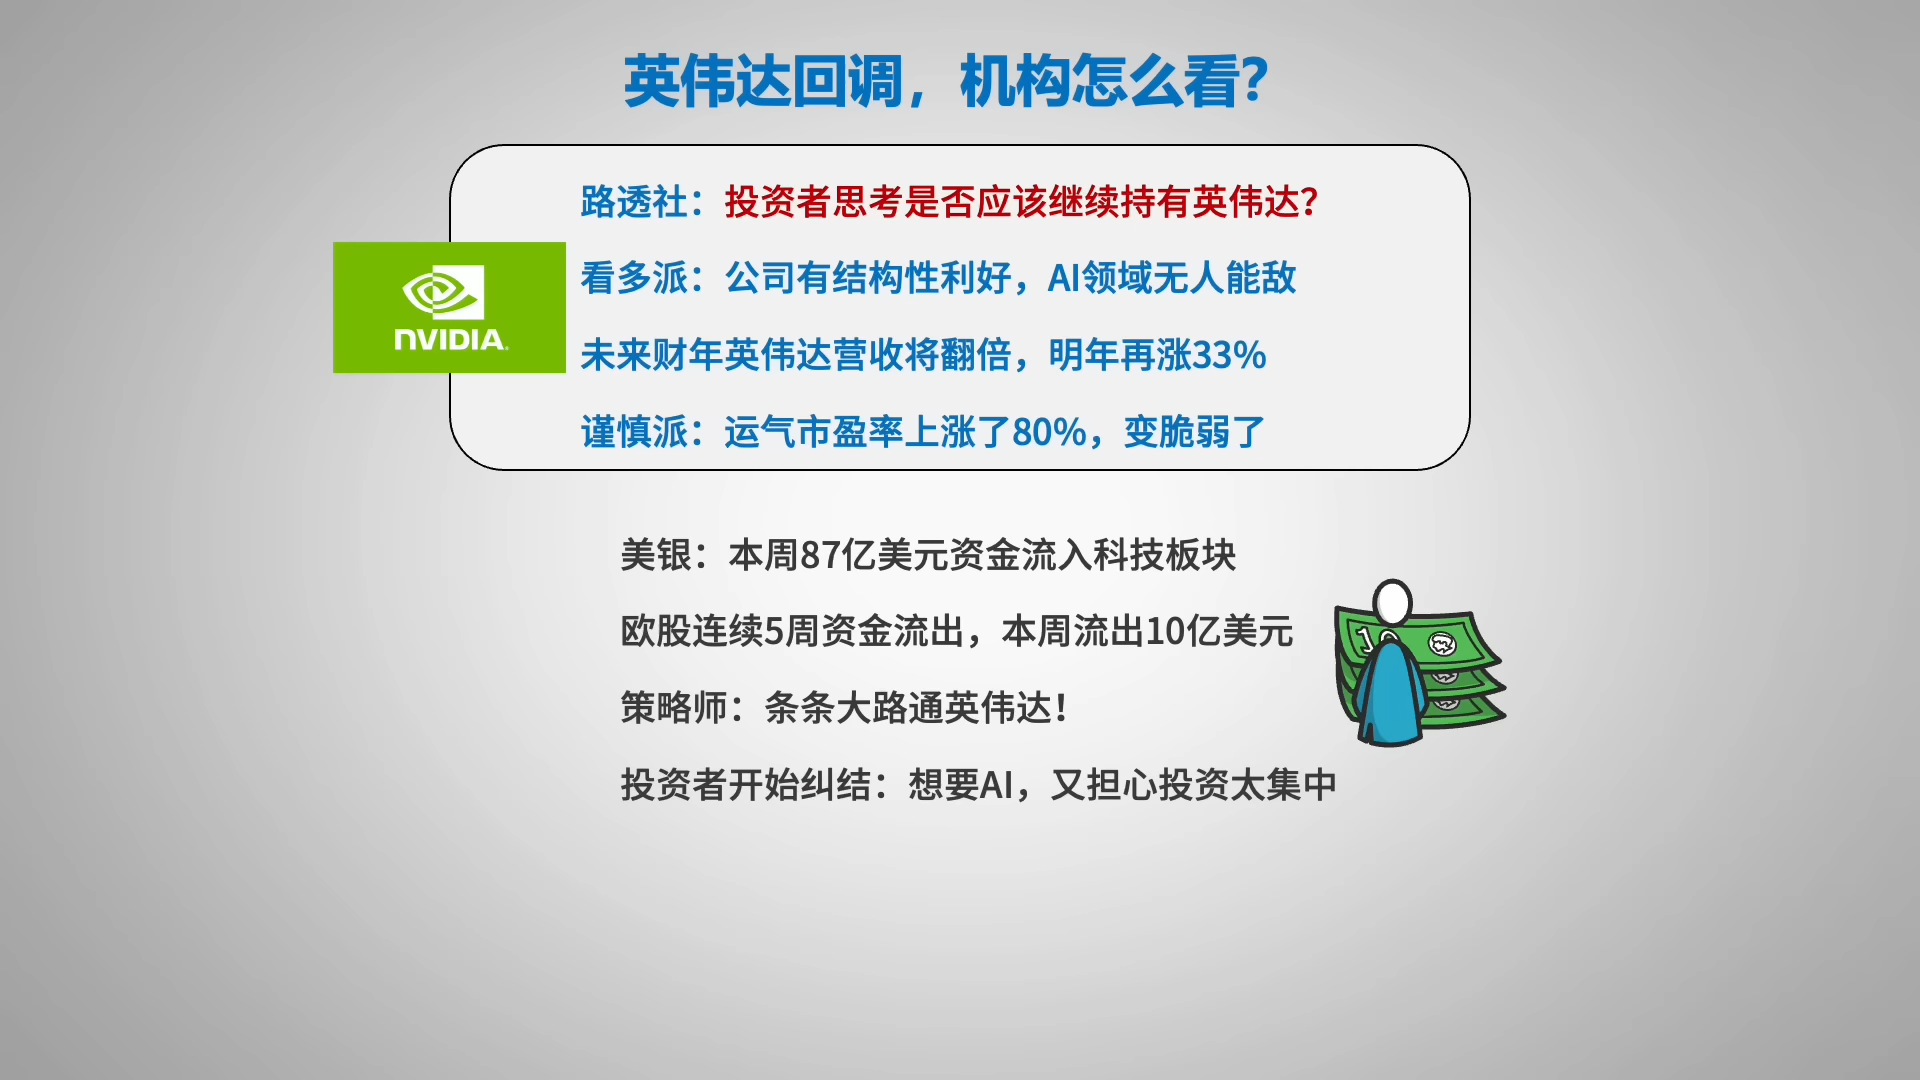 英伟达回调，机构怎么看？
路透社：投资者思考是否应该继续持有英伟达？
看多派：公司有结构性利好，AI领域无人能敌
NVIDIA.
未来财年英伟达营收将翻倍，明年再涨33%
谨慎派：运气市盈率上涨了80%，变脆弱了
美银：本周87亿美元资金流入科技板块
欧股连续5周资金流出，本周流出10亿美元
策略师：条条大路通英伟达！
投资者开始纠结：想要AI，又担心投资太集中